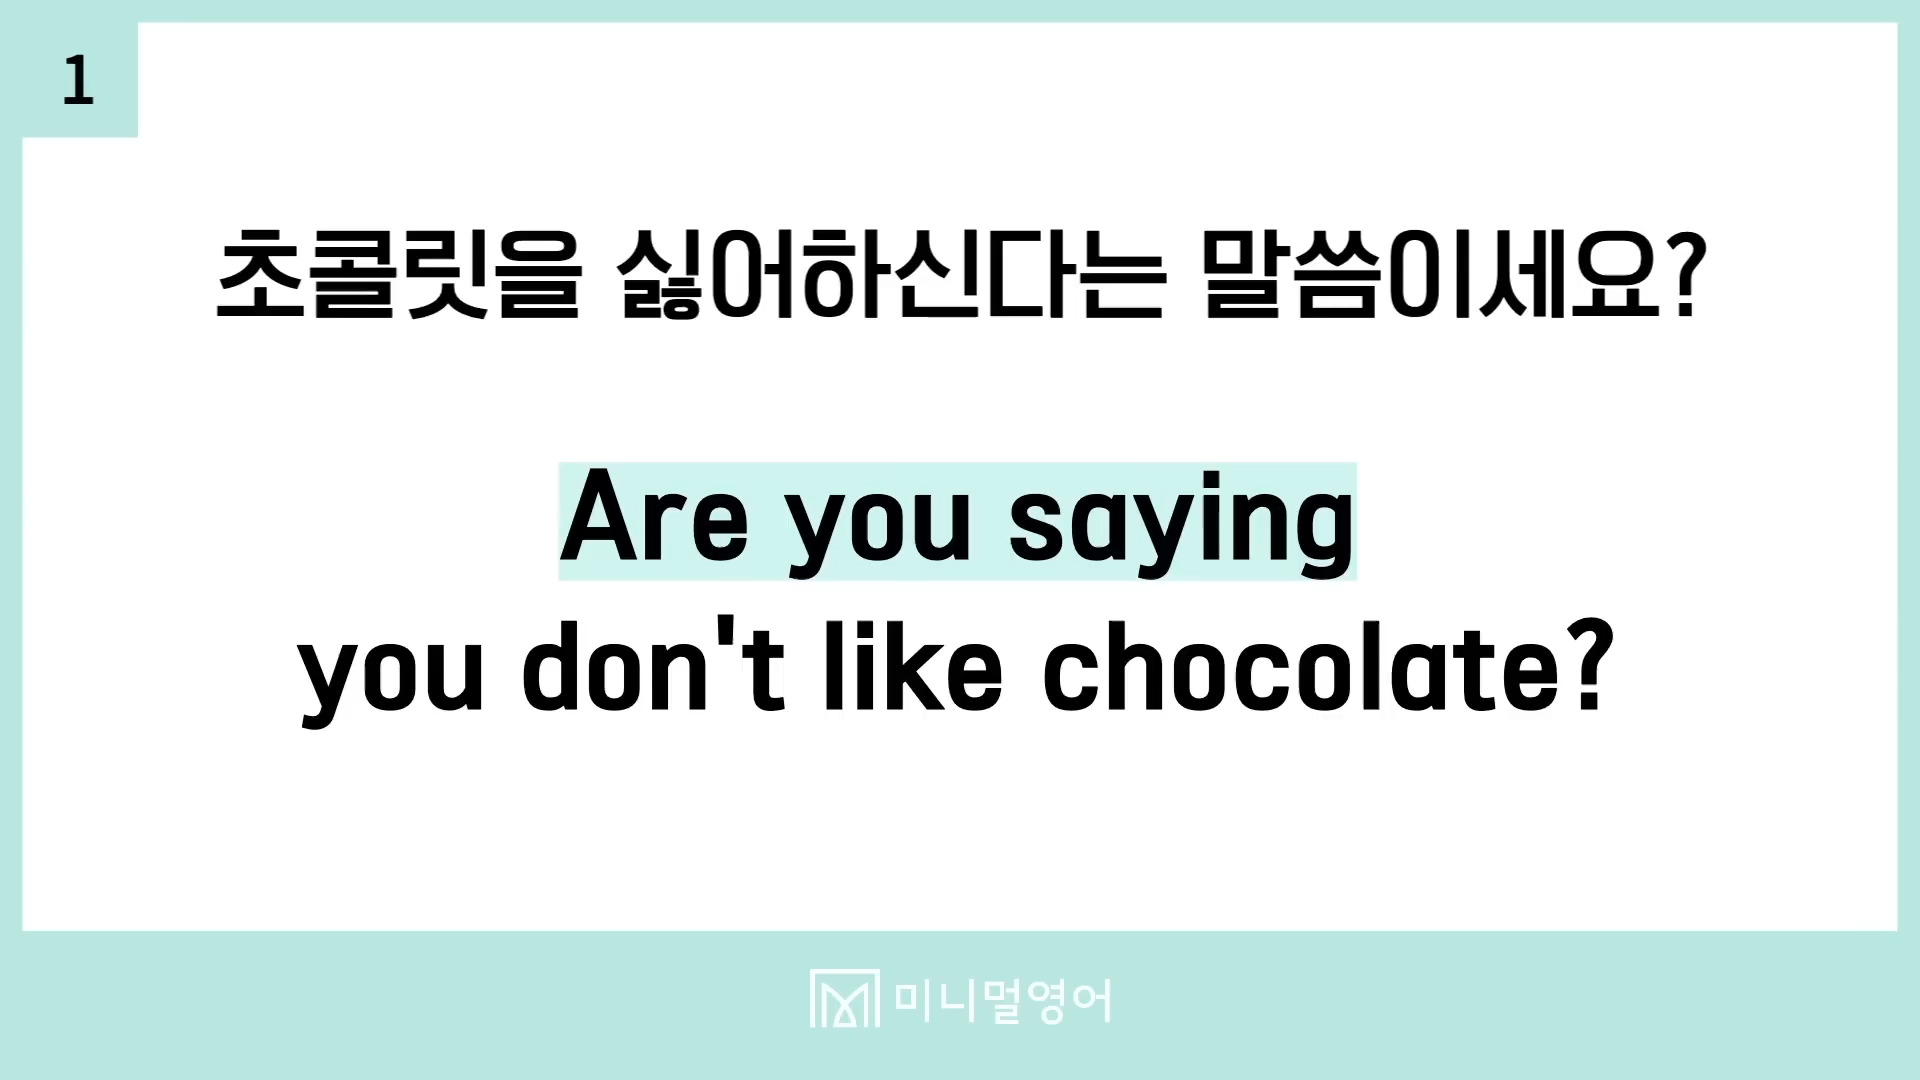 1
초콜릿을 싫어하신다는 말씀이세요?
Are you saying
you don't like chocolate?
미니멀영어